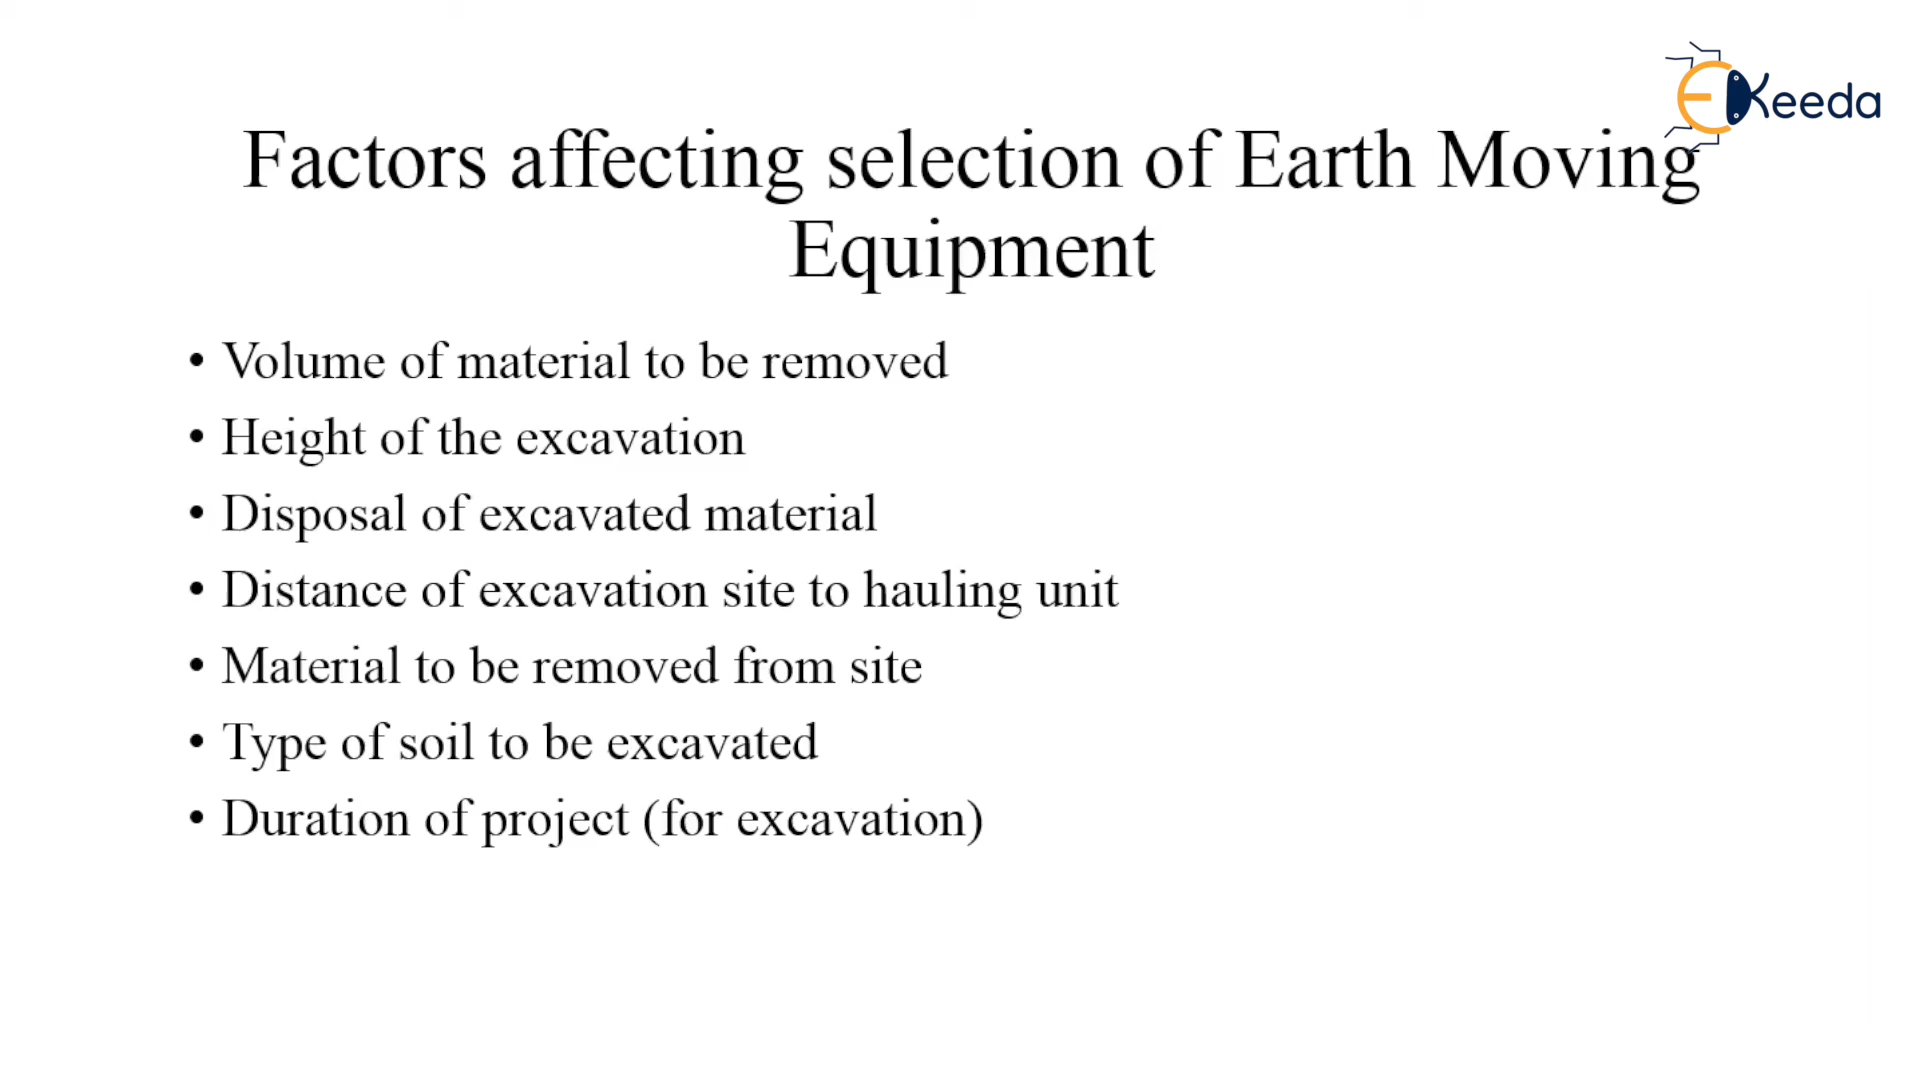 Keeda
Factors affecting selection of Earth Moving
Equipment
• Volume of material to be removed
• Height of the excavation
• Disposal of excavated material
• Distance of excavation site to hauling unit
• Material to be removed from site
• Type of soil to be excavated
• Duration of project (for excavation)